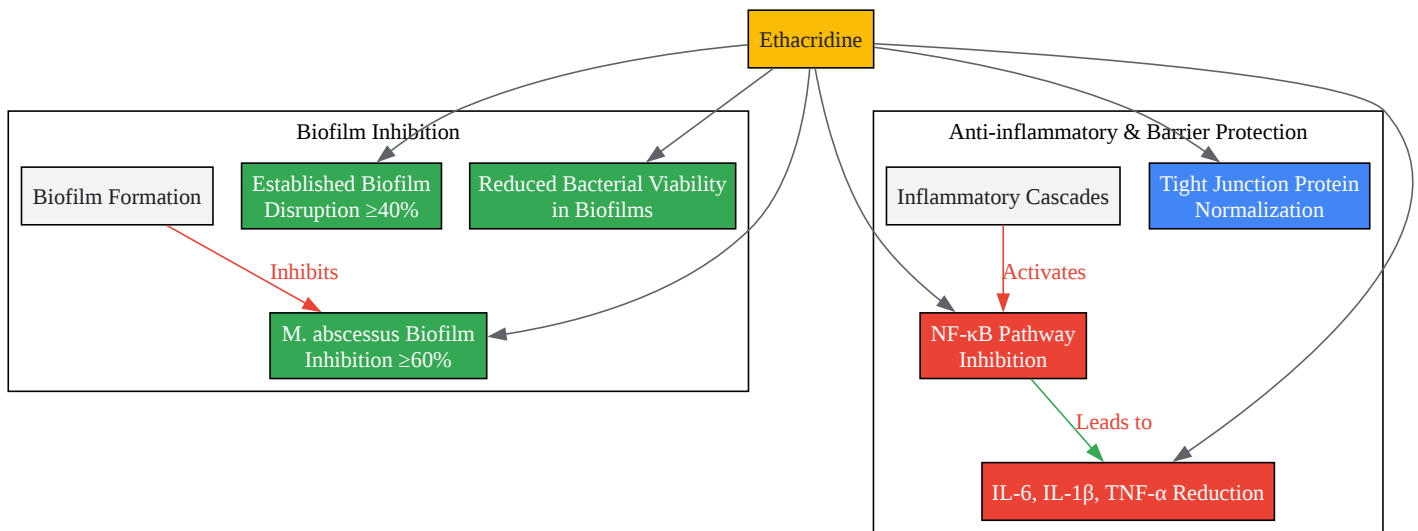 Ethacridine
Biofilm Inhibition
Anti-inflammatory & Barrier Protection
Biofilm Formation
Established Biofilm
Disruption ≥40%
Reduced Bacterial Viability
in Biofilms
Inflammatory Cascades
Tight Junction Protein
Normalization
Inhibits
Activates
M. abscessus Biofilm
Inhibition ≥60%
NF-κB Pathway
Inhibition
Leads to
IL-6, IL-1β, TNF-α Reduction